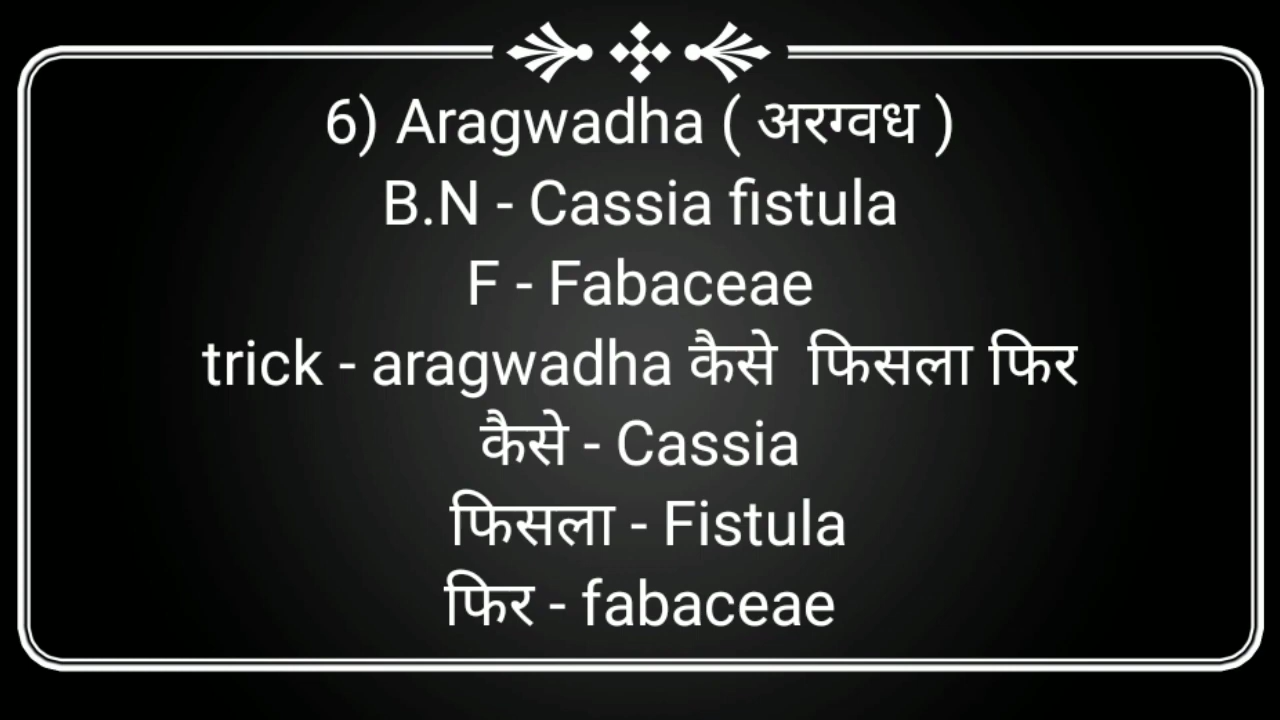 6) Aragwadha ( अरग्वध )
B.N - Cassia fistula
F - Fabaceae
trick - aragwadha कैसे  फिसला फिर
कैसे - Cassia
फिसला - Fistula
फिर - fabaceae